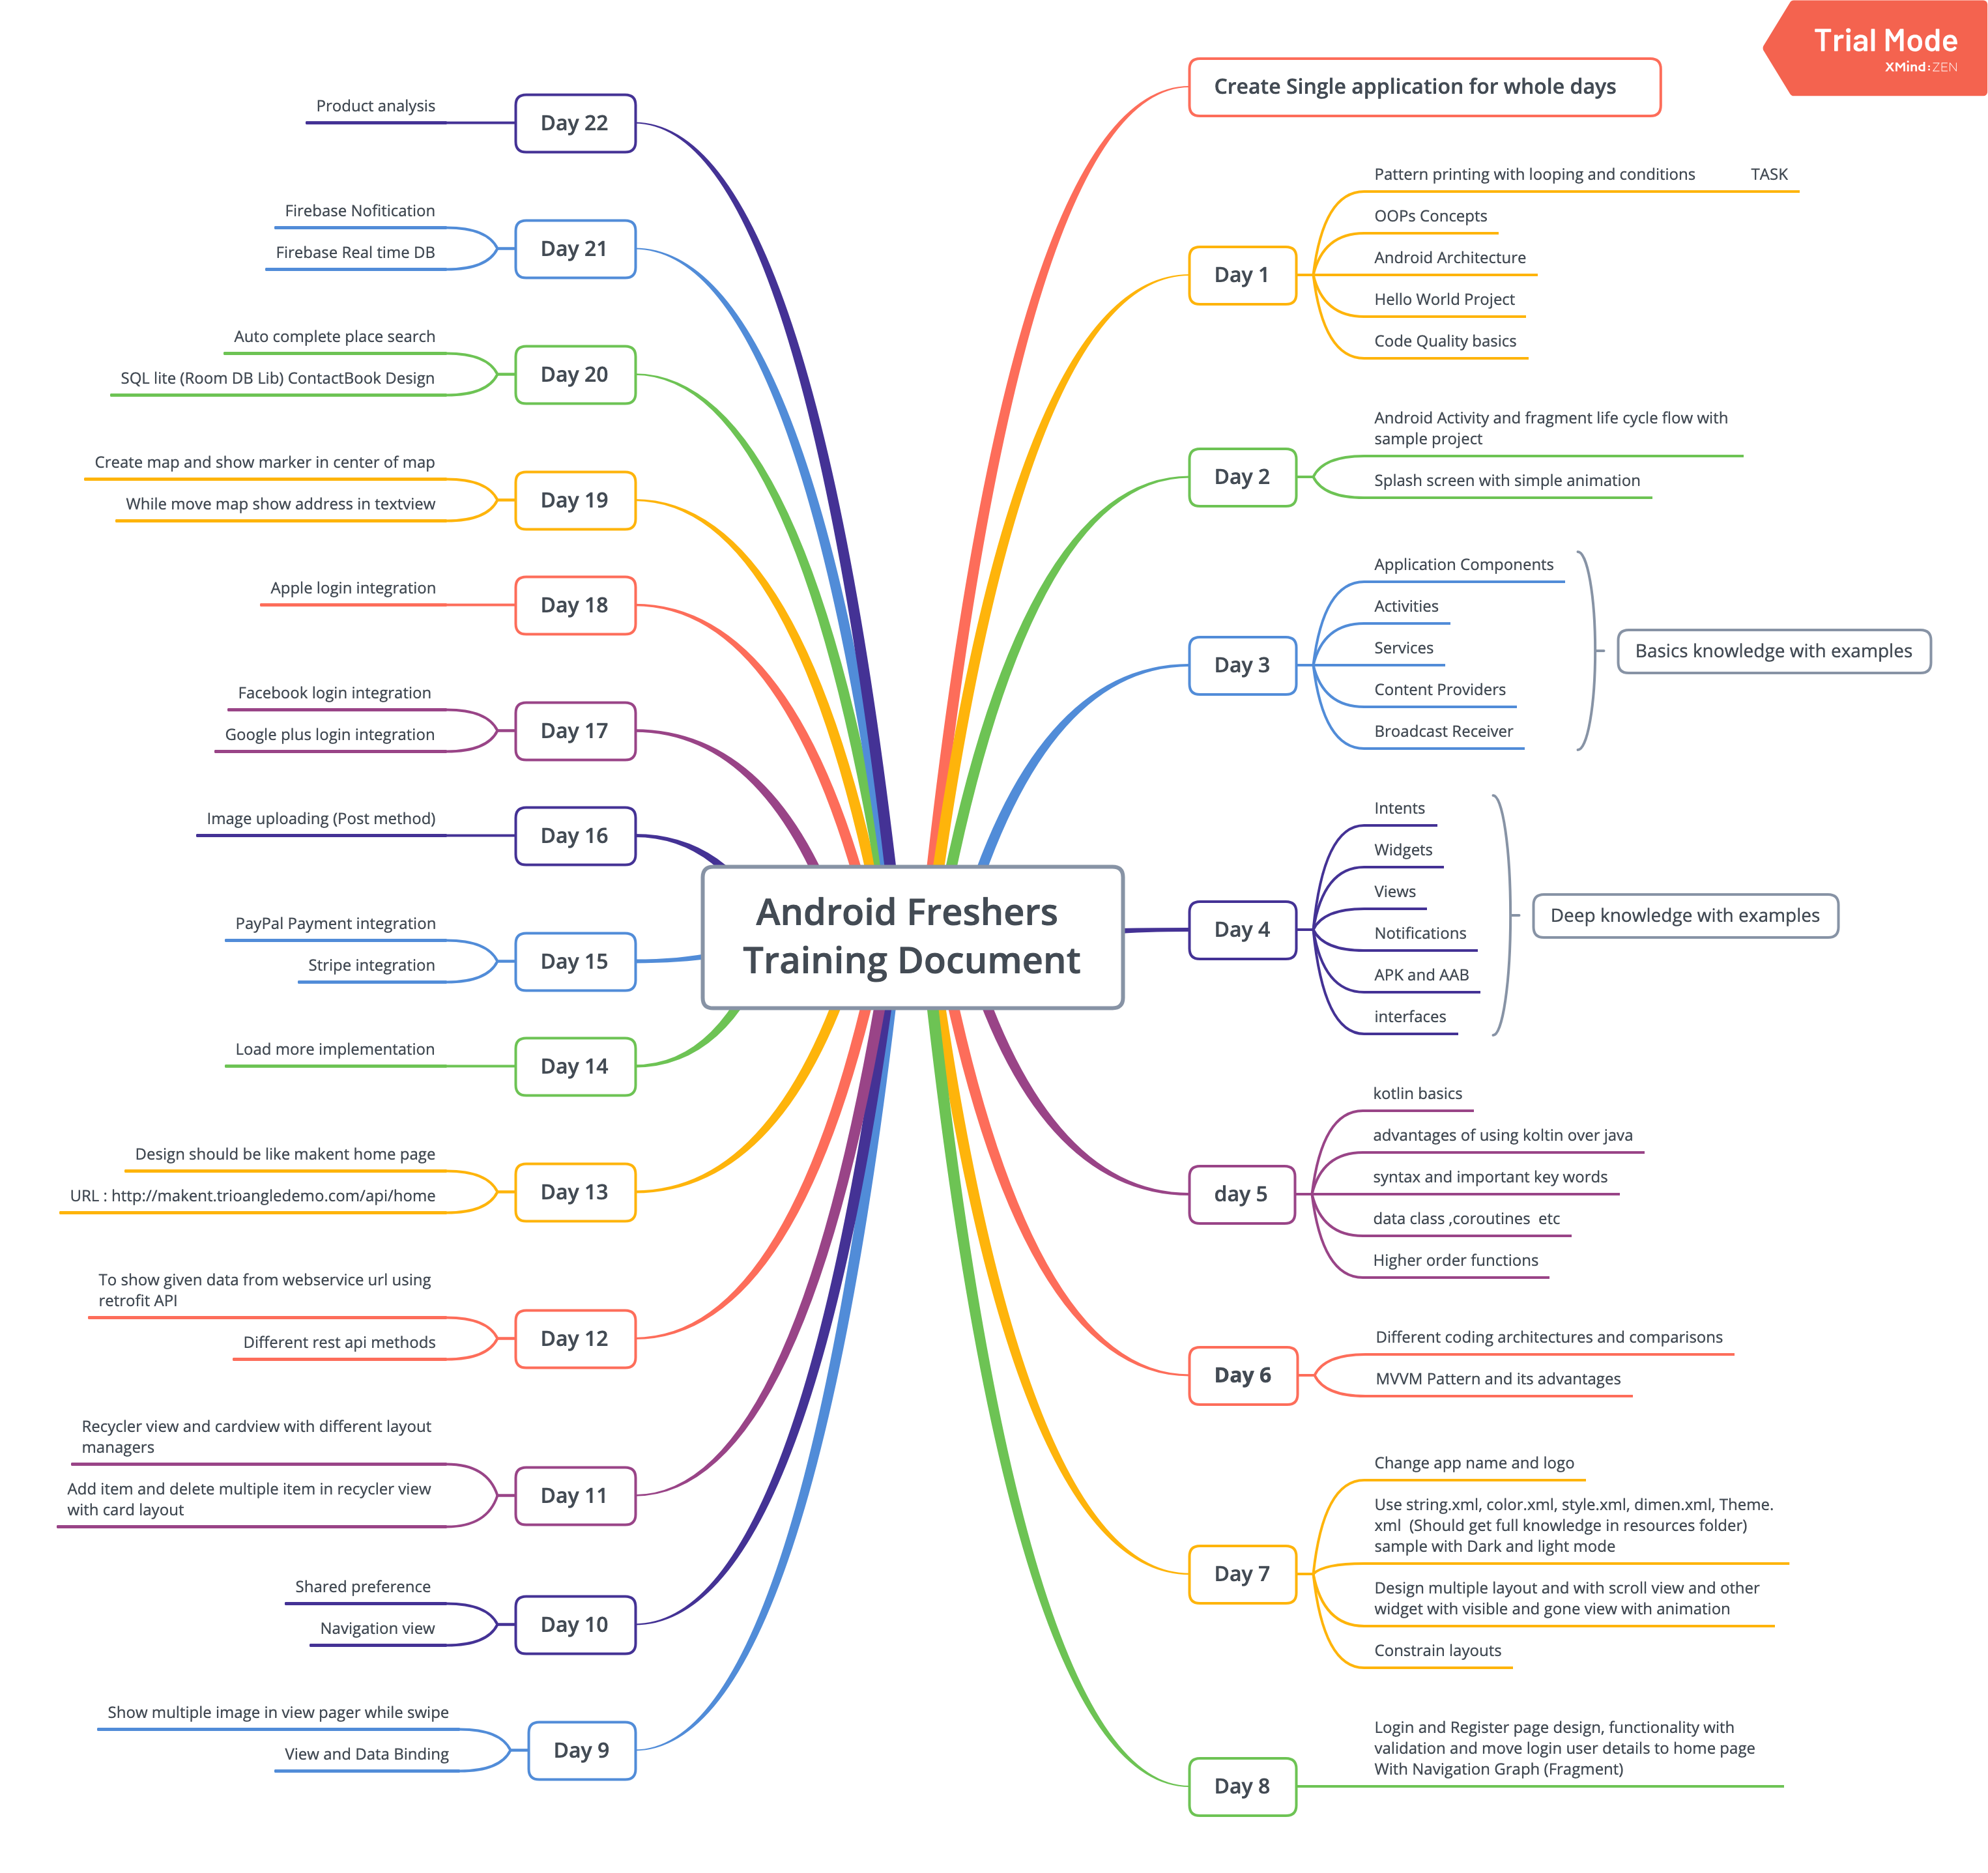 Trial Mode
XMind:ZEN
Create Single application for whole days
Day 1
Pattern printing with looping and conditions TASK
OOPs Concepts
Android Architecture
Hello World Project
Code Quality basics
Day 2
Android Activity and fragment life cycle flow with
sample project
Splash screen with simple animation
Day 3
Application Components
Activities
Services
Content Providers
Broadcast Receiver
Basics knowledge with examples
Day 4
Intents
Widgets
Views
Notifications
APK and AAB
interfaces
Deep knowledge with examples
day 5
kotlin basics
advantages of using koltin over java
syntax and important key words
data class ,coroutines  etc
Higher order functions
Day 6
Different coding architectures and comparisons
MVVM Pattern and its advantages
Day 7
Change app name and logo
Use string.xml, color.xml, style.xml, dimen.xml, Theme.
xml  (Should get full knowledge in resources folder)
sample with Dark and light mode
Design multiple layout and with scroll view and other
widget with visible and gone view with animation
Constrain layouts
Day 8
Login and Register page design, functionality with
validation and move login user details to home page
With Navigation Graph (Fragment)
Android Freshers
Training Document
Day 22
Product analysis
Day 21
Firebase Nofitication
Firebase Real time DB
Day 20
Auto complete place search
SQL lite (Room DB Lib) ContactBook Design
Day 19
Create map and show marker in center of map
While move map show address in textview
Day 18
Apple login integration
Day 17
Facebook login integration
Google plus login integration
Day 16
Image uploading (Post method)
Day 15
PayPal Payment integration
Stripe integration
Day 14
Load more implementation
Day 13
Design should be like makent home page
URL : http://makent.trioangledemo.com/api/home
Day 12
To show given data from webservice url using
retrofit API
Different rest api methods
Day 11
Recycler view and cardview with different layout
managers
Add item and delete multiple item in recycler view
with card layout
Day 10
Shared preference
Navigation view
Day 9
Show multiple image in view pager while swipe
View and Data Binding